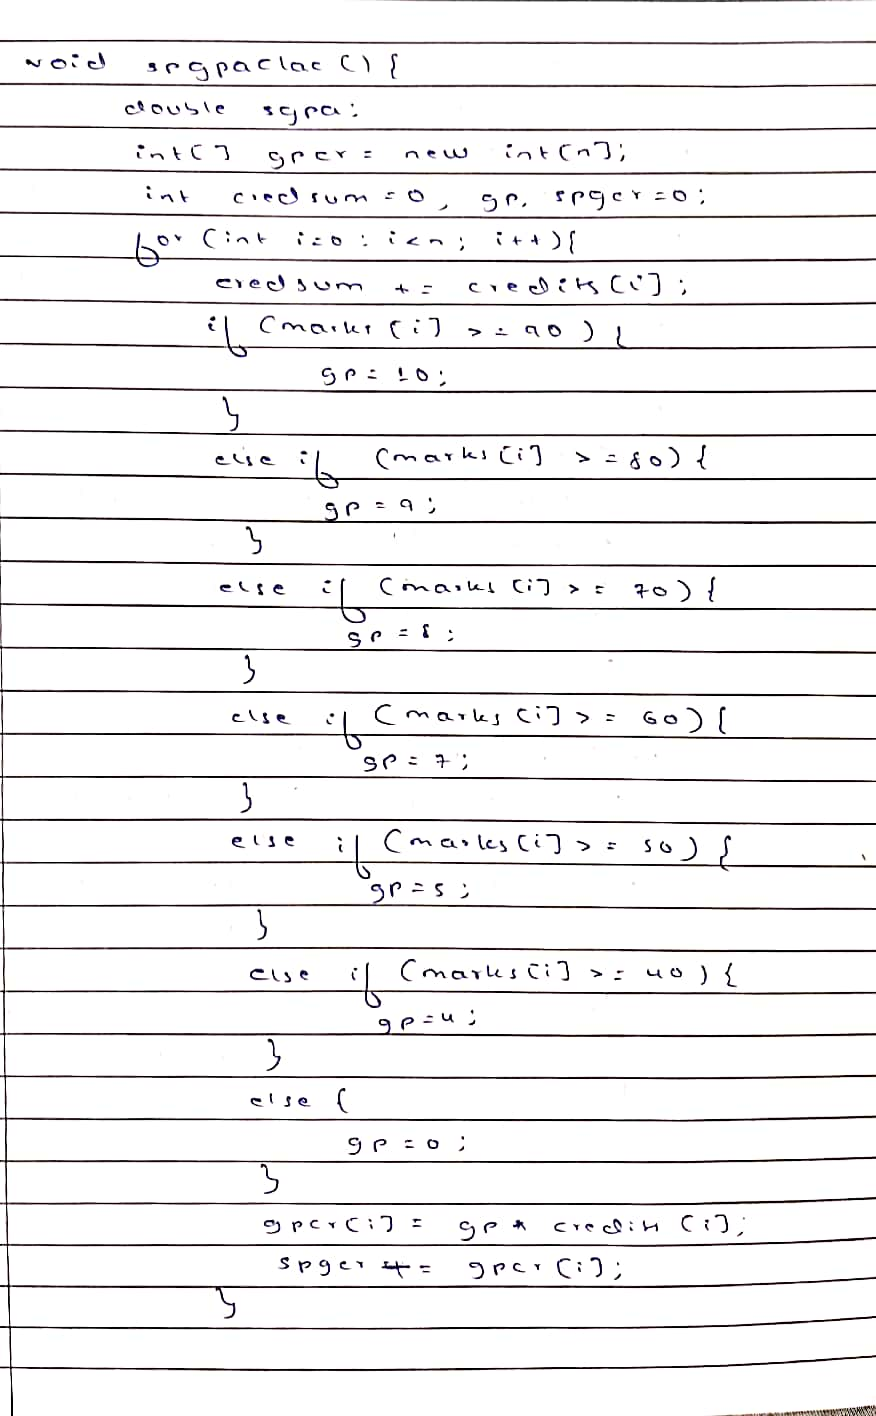 void srgpaclac () {
double sgpa;
int[] gpcr = new int[n];
int credsum = 0, gp, spgcr = 0;
for (int i=0; i<n; i++){
credsum += credits[i];
if (marks[i] >= 90) {
gp = 10;
}
else if (marks[i] >= 80) {
gp = 9;
}
else if (marks[i] >= 70) {
gp = 8;
}
else if (marks[i] >= 60) {
gp = 7;
}
else if (marks[i] >= 50) {
gp = 5;
}
else if (marks[i] >= 40) {
gp = 4;
}
else {
gp = 0;
}
gpcr[i] = gp * credits[i];
spgcr += gpcr[i];
}